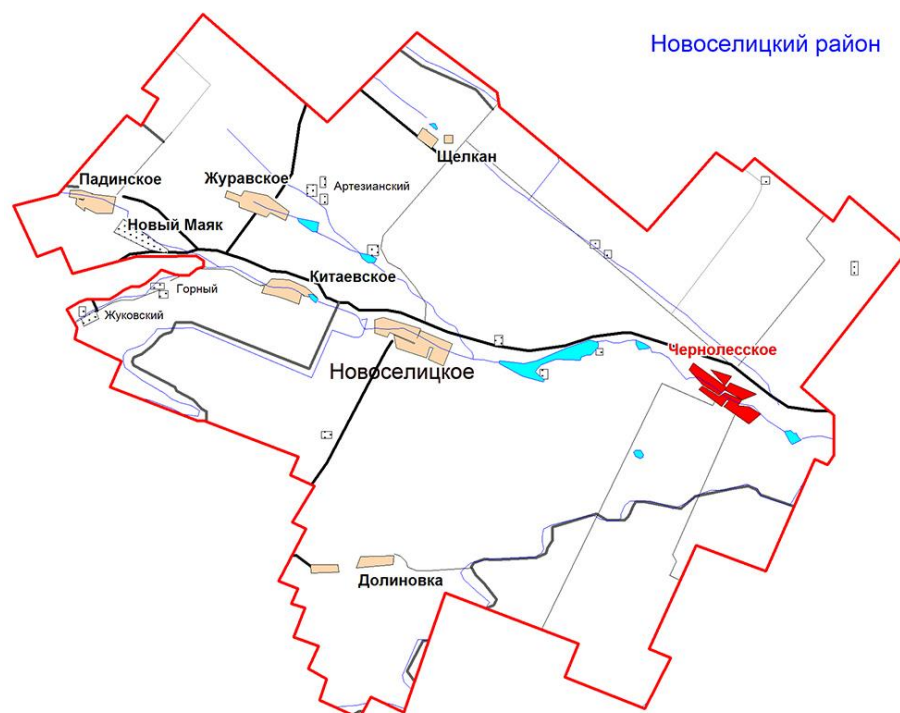 Новоселицкий район
Щелкан
Падинское
Журавское
Артезианский
Новый Маяк
Китаевское
Горный
Жуковский
Чернолесское
Новоселицкое
Долиновка